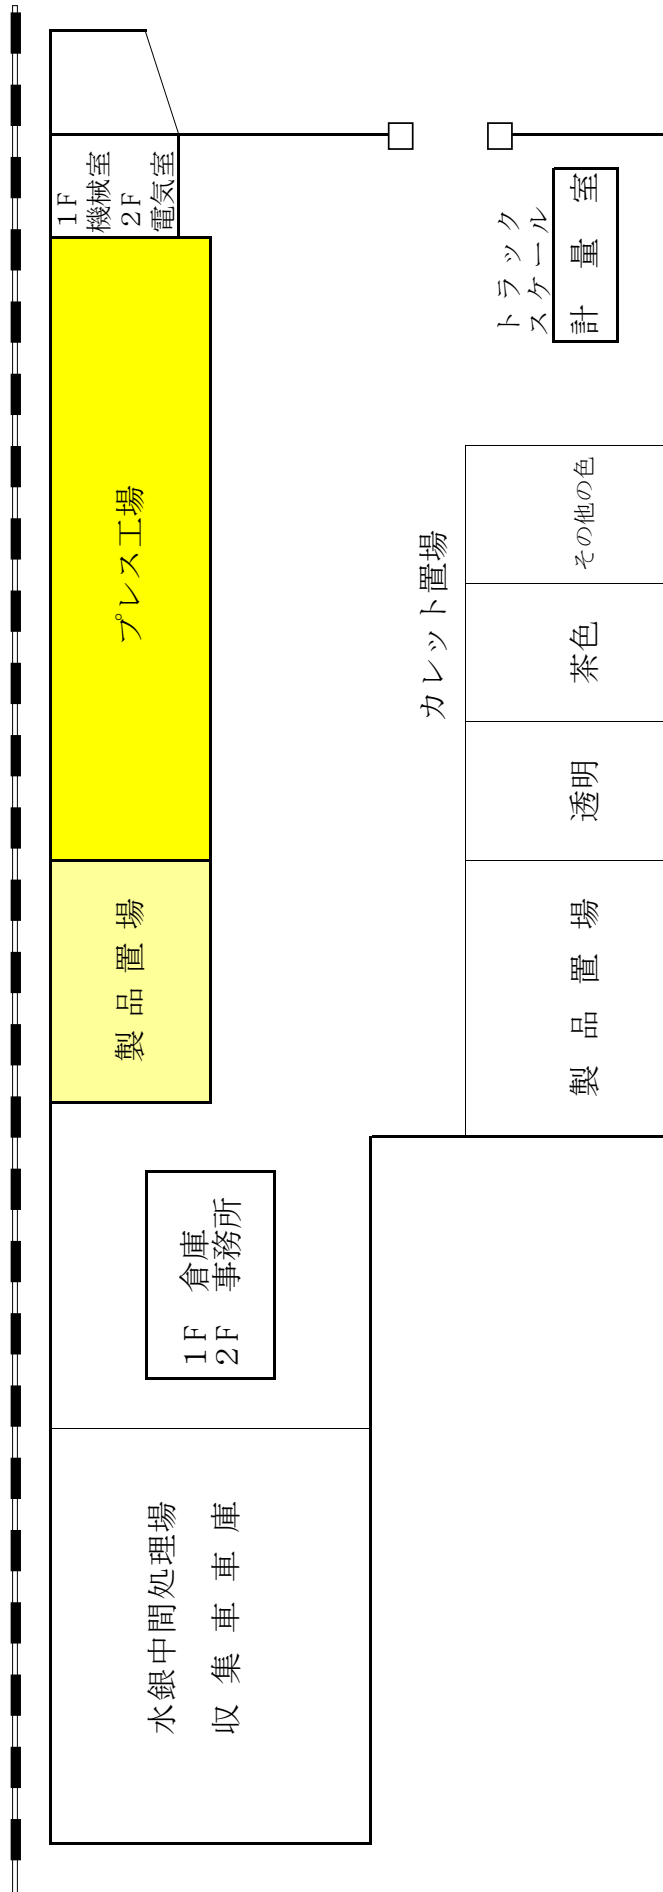 水銀中間処理場
収 集 車 車 庫
1F 倉庫
2F 事務所
製 品 置 場
プレス工場
1F
機械室
2F
電気室
カレット置場
製 品 置 場
透明
茶色
その他の色
トラック
スケール
計 量 室